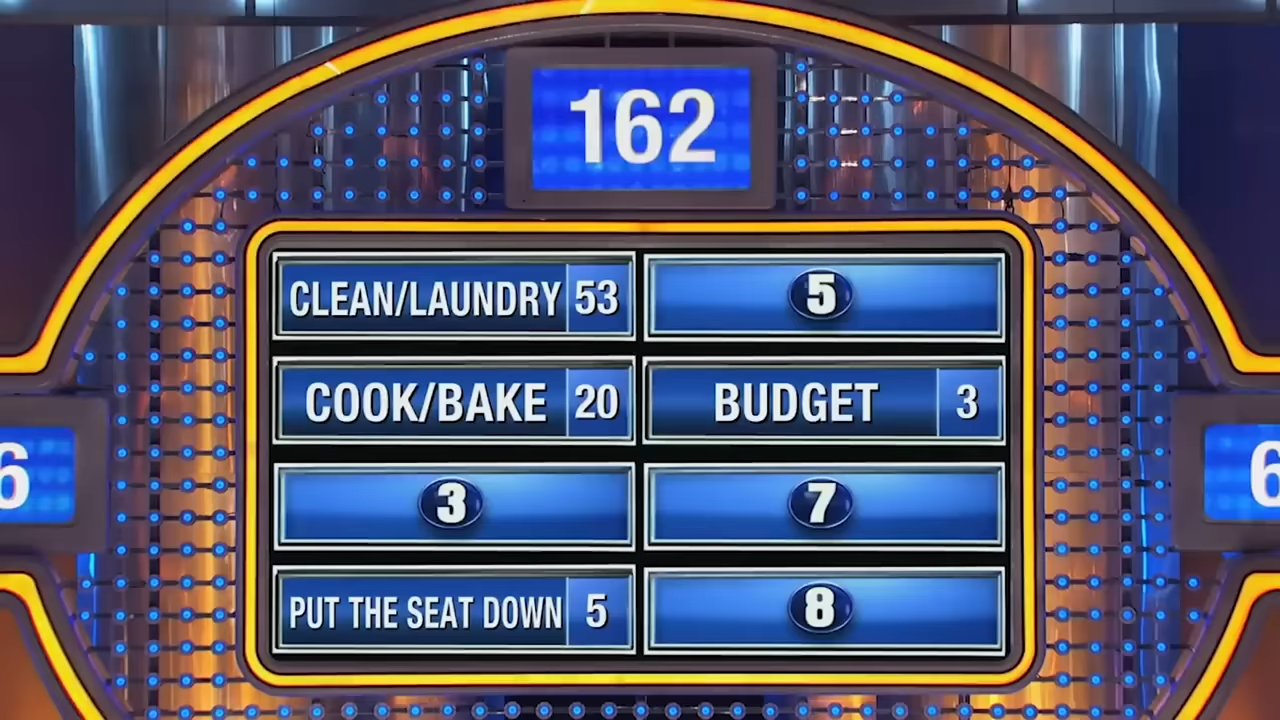 162
CLEAN/LAUNDRY 53
5
COOK/BAKE 20
BUDGET 3
3
7
PUT THE SEAT DOWN 5
8
6
6